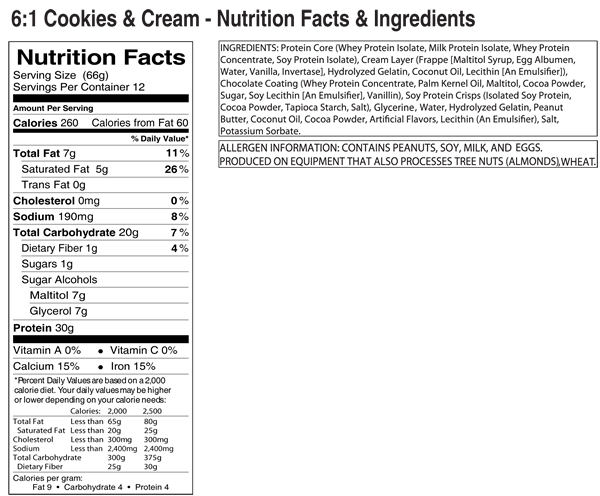 6:1 Cookies & Cream - Nutrition Facts & Ingredients
Nutrition Facts
Serving Size (66g)
Servings Per Container 12
Amount Per Serving
Calories 260 Calories from Fat 60
% Daily Value*
Total Fat 7g 11%
Saturated Fat 5g 26%
Trans Fat 0g
Cholesterol 0mg 0%
Sodium 190mg 8%
Total Carbohydrate 20g 7%
Dietary Fiber 1g 4%
Sugars 1g
Sugar Alcohols
Maltitol 7g
Glycerol 7g
Protein 30g
Vitamin A 0% • Vitamin C 0%
Calcium 15% • Iron 15%
*Percent Daily Values are based on a 2,000
calorie diet. Your daily values may be higher
or lower depending on your calorie needs:
Calories: 2,000 2,500
Total Fat Less than 65g 80g
Saturated Fat Less than 20g 25g
Cholesterol Less than 300mg 300mg
Sodium Less than 2,400mg 2,400mg
Total Carbohydrate 300g 375g
Dietary Fiber 25g 30g
Calories per gram:
Fat 9 • Carbohydrate 4 • Protein 4
INGREDIENTS: Protein Core (Whey Protein Isolate, Milk Protein Isolate, Whey Protein
Concentrate, Soy Protein Isolate), Cream Layer (Frappe [Maltitol Syrup, Egg Albumen,
Water, Vanilla, Invertase], Hydrolyzed Gelatin, Coconut Oil, Lecithin [An Emulsifier]),
Chocolate Coating (Whey Protein Concentrate, Palm Kernel Oil, Maltitol, Cocoa Powder,
Sugar, Soy Lecithin [An Emulsifier], Vanillin), Soy Protein Crisps (Isolated Soy Protein,
Cocoa Powder, Tapioca Starch, Salt), Glycerine, Water, Hydrolyzed Gelatin, Peanut
Butter, Coconut Oil, Cocoa Powder, Artificial Flavors, Lecithin (An Emulsifier), Salt,
Potassium Sorbate.
ALLERGEN INFORMATION: CONTAINS PEANUTS, SOY, MILK, AND EGGS.
PRODUCED ON EQUIPMENT THAT ALSO PROCESSES TREE NUTS (ALMONDS),WHEAT.